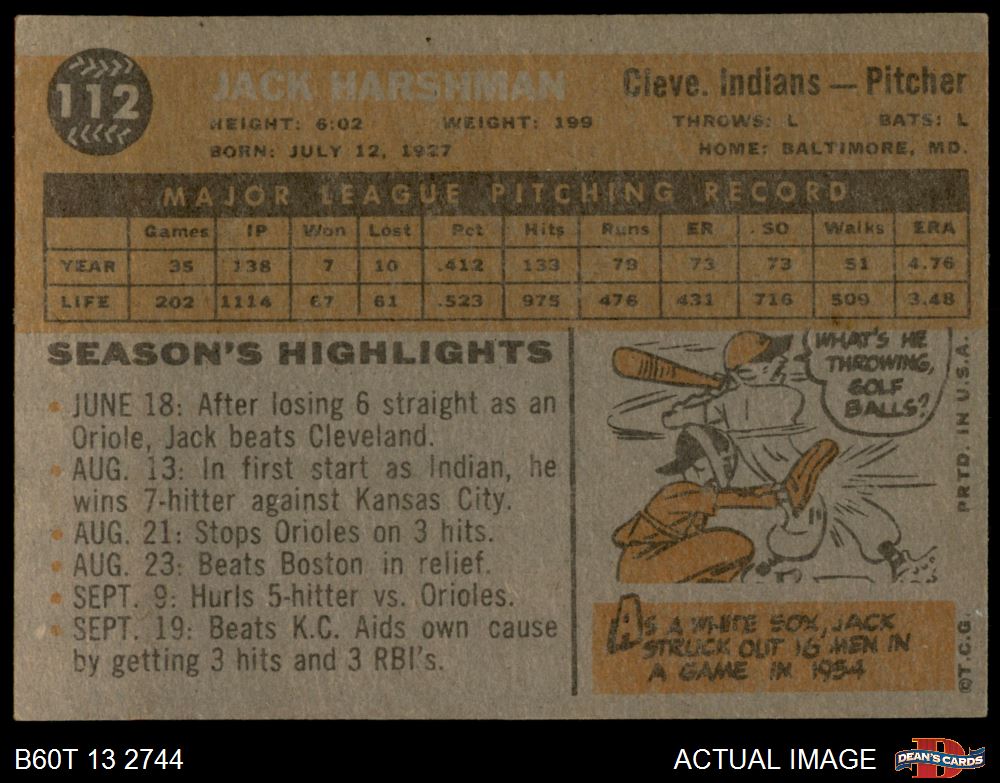 112
JACK HARSHMAN
Cleve. Indians — Pitcher
HEIGHT: 6:02 WEIGHT: 199 THROWS: L BATS: L
BORN: JULY 12, 1927 HOME: BALTIMORE, MD.
MAJOR LEAGUE PITCHING RECORD
Games IP Won Lost Pct Hits Runs ER SO Walks ERA
YEAR 35 138 7 10 .412 133 79 73 73 51 4.76
LIFE 202 1114 67 61 .523 975 476 431 716 509 3.48
SEASON'S HIGHLIGHTS
• JUNE 18: After losing 6 straight as an
Oriole, Jack beats Cleveland.
• AUG. 13: In first start as Indian, he
wins 7-hitter against Kansas City.
• AUG. 21: Stops Orioles on 3 hits.
• AUG. 23: Beats Boston in relief.
• SEPT. 9: Hurls 5-hitter vs. Orioles.
• SEPT. 19: Beats K.C. Aids own cause
by getting 3 hits and 3 RBI's.
WHAT'S HE
THROWING,
GOLF
BALLS?
AS A WHITE SOX, JACK
STRUCK OUT 16 MEN IN
A GAME IN 1954
©T.C.G. PRTD. IN U.S.A.
B60T 13 2744
ACTUAL IMAGE
D
DEAN'S CARDS